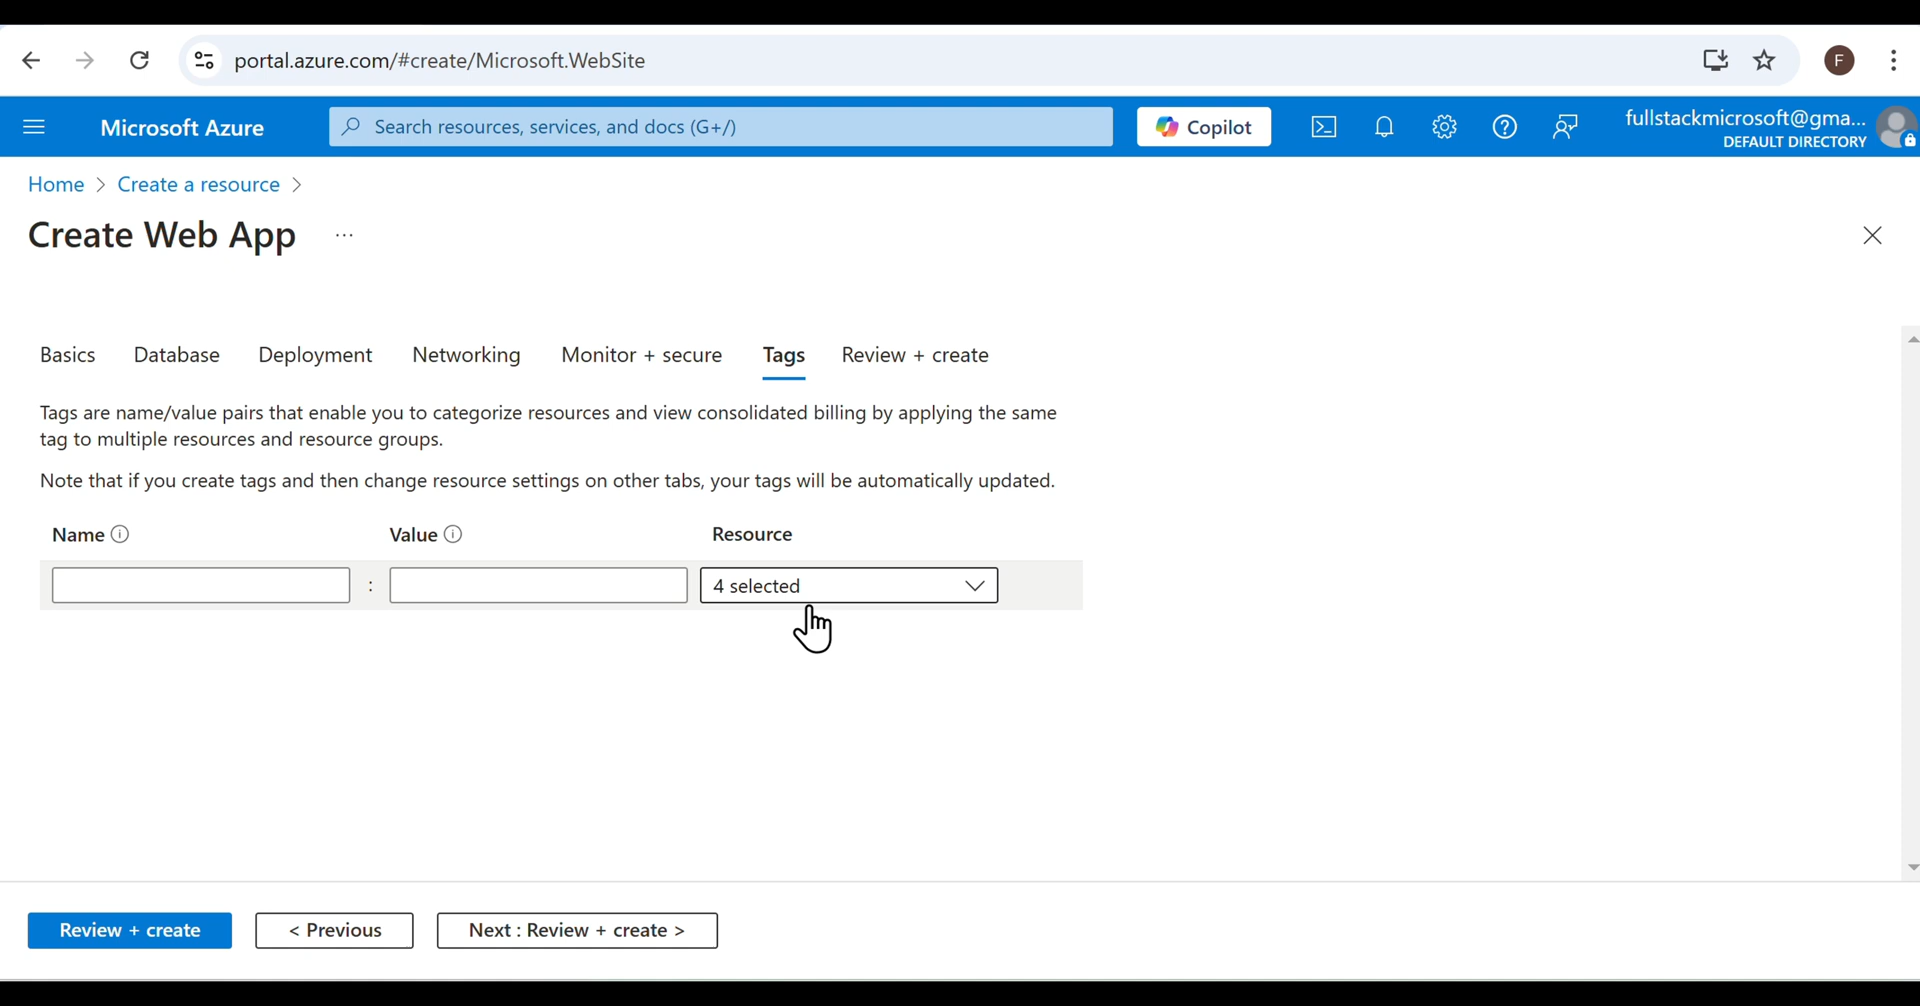 portal.azure.com/#create/Microsoft.WebSite
F
Microsoft Azure
Search resources, services, and docs (G+/)
Copilot
fullstackmicrosoft@gma...
DEFAULT DIRECTORY
Home > Create a resource >
Create Web App ...
Basics Database Deployment Networking Monitor + secure Tags Review + create
Tags are name/value pairs that enable you to categorize resources and view consolidated billing by applying the same
tag to multiple resources and resource groups.
Note that if you create tags and then change resource settings on other tabs, your tags will be automatically updated.
Name Value Resource
: 4 selected
Review + create < Previous Next : Review + create >